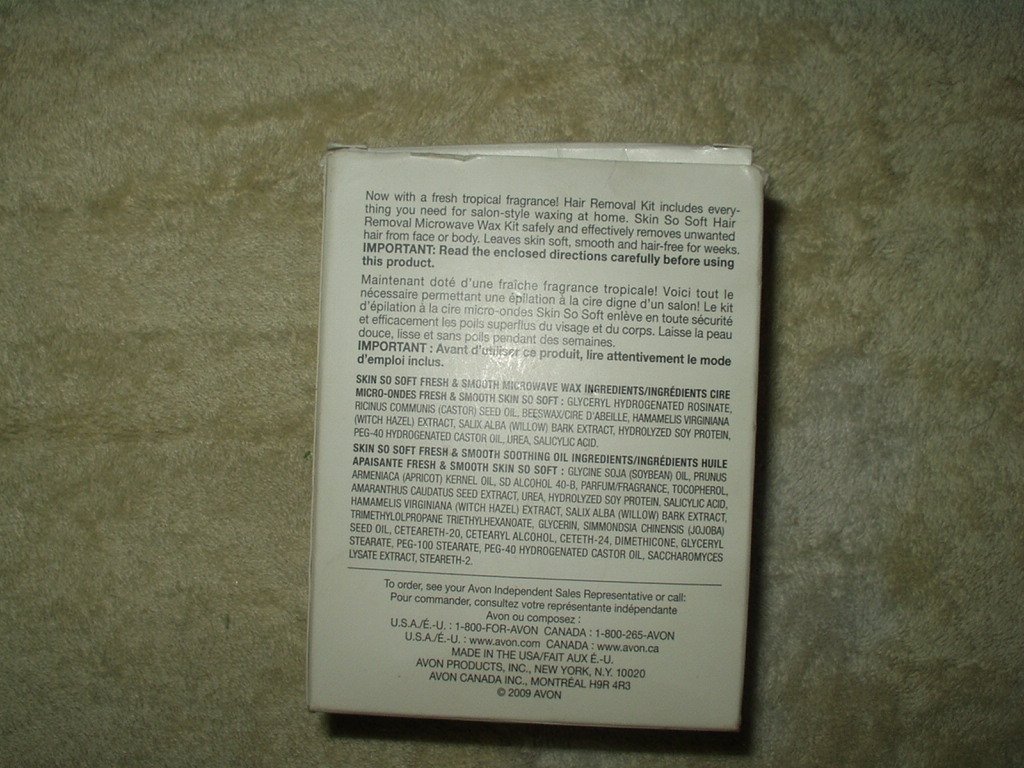 Now with a fresh tropical fragrance! Hair Removal Kit includes every-
thing you need for salon-style waxing at home. Skin So Soft Hair
Removal Microwave Wax Kit safely and effectively removes unwanted
hair from face or body. Leaves skin soft, smooth and hair-free for weeks.
IMPORTANT: Read the enclosed directions carefully before using
this product.
Maintenant doté d'une fraîche fragrance tropicale! Voici tout le
nécessaire permettant une épilation à la cire digne d'un salon! Le kit
d'épilation à la cire micro-ondes Skin So Soft enlève en toute sécurité
et efficacement les poils superflus du visage et du corps. Laisse la peau
douce, lisse et sans poils pendant des semaines.
IMPORTANT : Avant d'utiliser ce produit, lire attentivement le mode
d'emploi inclus.
SKIN SO SOFT FRESH & SMOOTH MICROWAVE WAX INGREDIENTS/INGRÉDIENTS CIRE
MICRO-ONDES FRESH & SMOOTH SKIN SO SOFT : GLYCERYL HYDROGENATED ROSINATE,
RICINUS COMMUNIS (CASTOR) SEED OIL, BEESWAX/CIRE D'ABEILLE, HAMAMELIS VIRGINIANA
(WITCH HAZEL) EXTRACT, SALIX ALBA (WILLOW) BARK EXTRACT, HYDROLYZED SOY PROTEIN,
PEG-40 HYDROGENATED CASTOR OIL, UREA, SALICYLIC ACID.
SKIN SO SOFT FRESH & SMOOTH SOOTHING OIL INGREDIENTS/INGRÉDIENTS HUILE
APAISANTE FRESH & SMOOTH SKIN SO SOFT : GLYCINE SOJA (SOYBEAN) OIL, PRUNUS
ARMENIACA (APRICOT) KERNEL OIL, SD ALCOHOL 40-B, PARFUM/FRAGRANCE, TOCOPHEROL,
AMARANTHUS CAUDATUS SEED EXTRACT, UREA, HYDROLYZED SOY PROTEIN, SALICYLIC ACID,
HAMAMELIS VIRGINIANA (WITCH HAZEL) EXTRACT, SALIX ALBA (WILLOW) BARK EXTRACT,
TRIMETHYLOLPROPANE TRIETHYLHEXANOATE, GLYCERIN, SIMMONDSIA CHINENSIS (JOJOBA)
SEED OIL, CETEARETH-20, CETEARYL ALCOHOL, CETETH-24, DIMETHICONE, GLYCERYL
STEARATE, PEG-100 STEARATE, PEG-40 HYDROGENATED CASTOR OIL, SACCHAROMYCES
LYSATE EXTRACT, STEARETH-2.
To order, see your Avon Independent Sales Representative or call:
Pour commander, consultez votre représentante indépendante
Avon ou composez :
U.S.A./É.-U. : 1-800-FOR-AVON CANADA : 1-800-265-AVON
U.S.A./É.-U. : www.avon.com CANADA : www.avon.ca
MADE IN THE USA/FAIT AUX É.-U.
AVON PRODUCTS, INC., NEW YORK, N.Y. 10020
AVON CANADA INC., MONTRÉAL H9R 4R3
© 2009 AVON